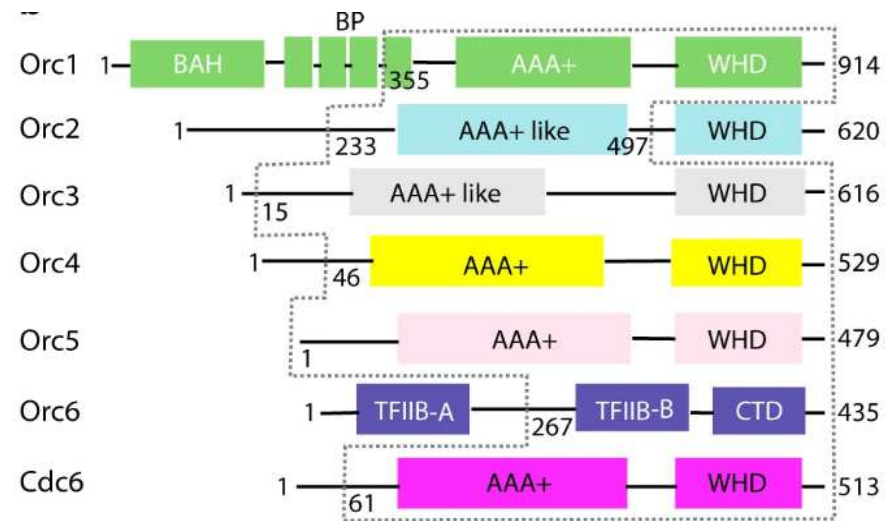 BP
Orc1 1 BAH 355 AAA+ WHD 914
Orc2 1 233 AAA+ like 497 WHD 620
Orc3 1 15 AAA+ like WHD 616
Orc4 1 46 AAA+ WHD 529
Orc5 1 AAA+ WHD 479
Orc6 1 TFIIB-A 267 TFIIB-B CTD 435
Cdc6 1 61 AAA+ WHD 513